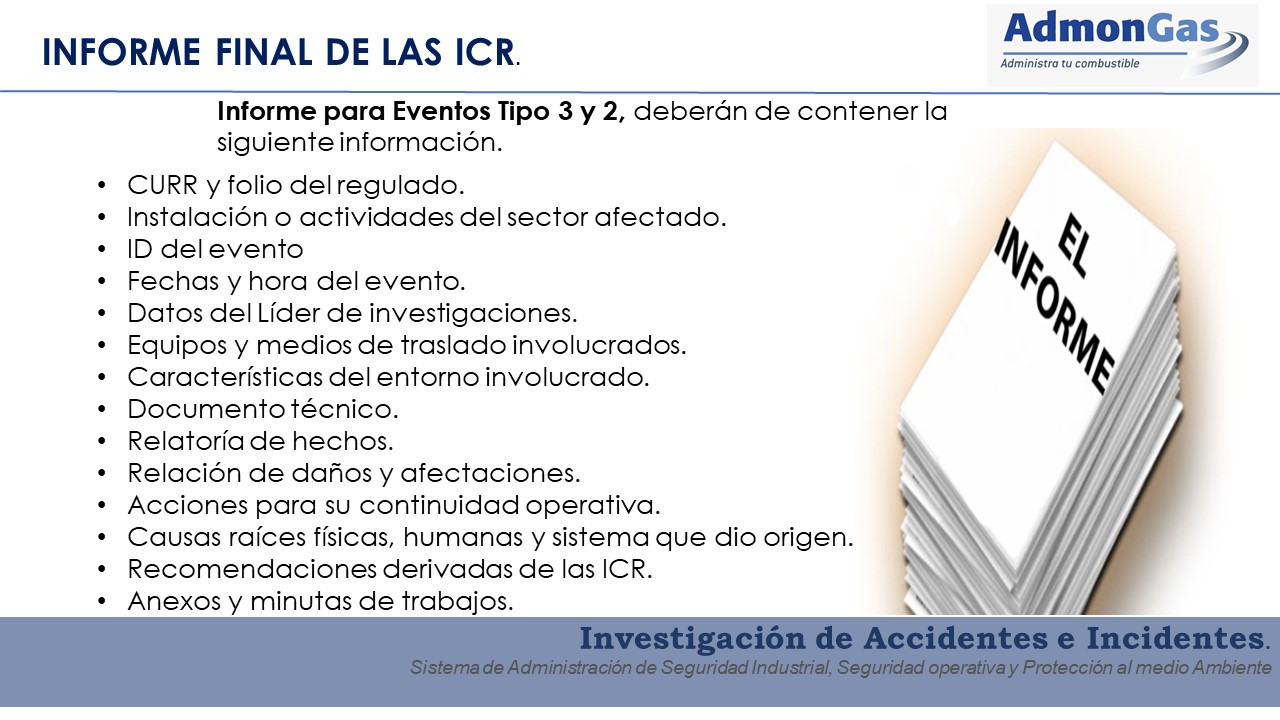 INFORME FINAL DE LAS ICR.
AdmonGas
Administra tu combustible
Informe para Eventos Tipo 3 y 2, deberán de contener la
siguiente información.
• CURR y folio del regulado.
• Instalación o actividades del sector afectado.
• ID del evento
• Fechas y hora del evento.
• Datos del Líder de investigaciones.
• Equipos y medios de traslado involucrados.
• Características del entorno involucrado.
• Documento técnico.
• Relatoría de hechos.
• Relación de daños y afectaciones.
• Acciones para su continuidad operativa.
• Causas raíces físicas, humanas y sistema que dio origen.
• Recomendaciones derivadas de las ICR.
• Anexos y minutas de trabajos.
EL
INFORME
Investigación de Accidentes e Incidentes.
Sistema de Administración de Seguridad Industrial, Seguridad operativa y Protección al medio Ambiente